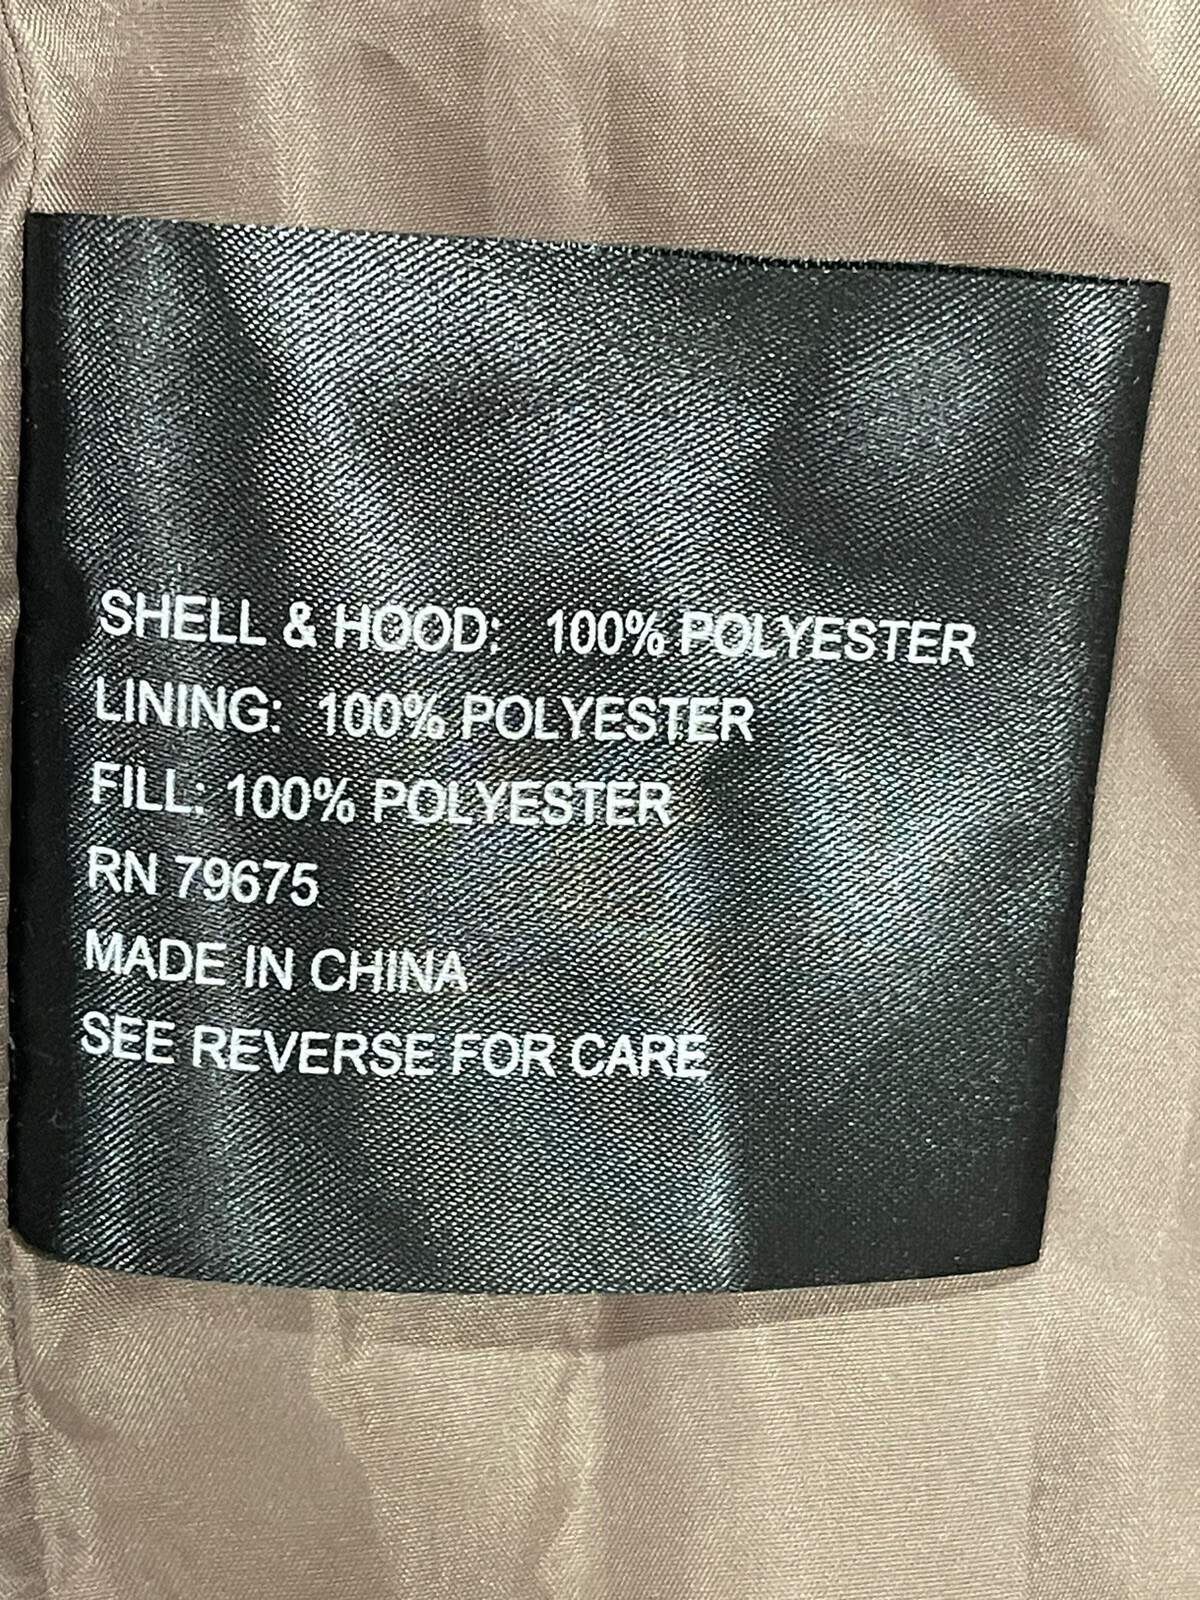 SHELL & HOOD: 100% POLYESTER
LINING: 100% POLYESTER
FILL: 100% POLYESTER
RN 79675
MADE IN CHINA
SEE REVERSE FOR CARE